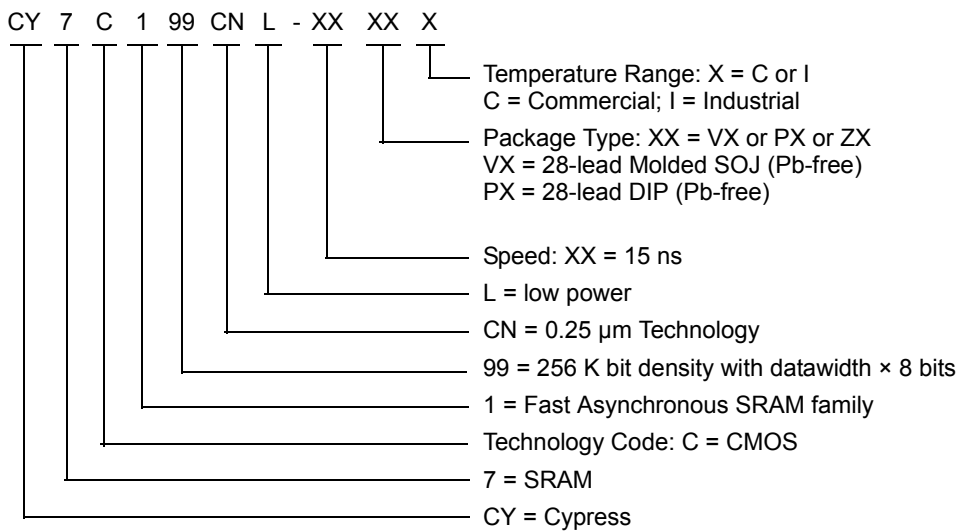 CY 7 C 1 99 CN L - XX XX X
Temperature Range: X = C or I
C = Commercial; I = Industrial
Package Type: XX = VX or PX or ZX
VX = 28-lead Molded SOJ (Pb-free)
PX = 28-lead DIP (Pb-free)
Speed: XX = 15 ns
L = low power
CN = 0.25 µm Technology
99 = 256 K bit density with datawidth × 8 bits
1 = Fast Asynchronous SRAM family
Technology Code: C = CMOS
7 = SRAM
CY = Cypress